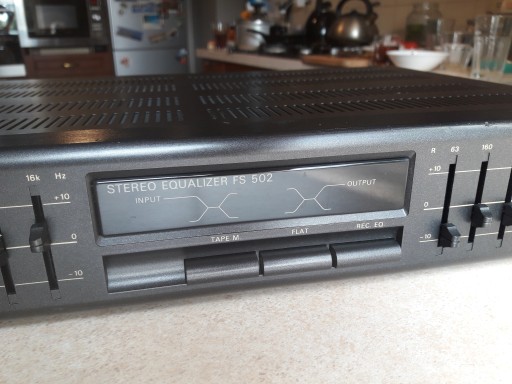 STEREO EQUALIZER FS 502
INPUT
OUTPUT
TAPE M
FLAT
REC. EQ
16k Hz
+10
0
-10
R 63 160
+10
0
-10